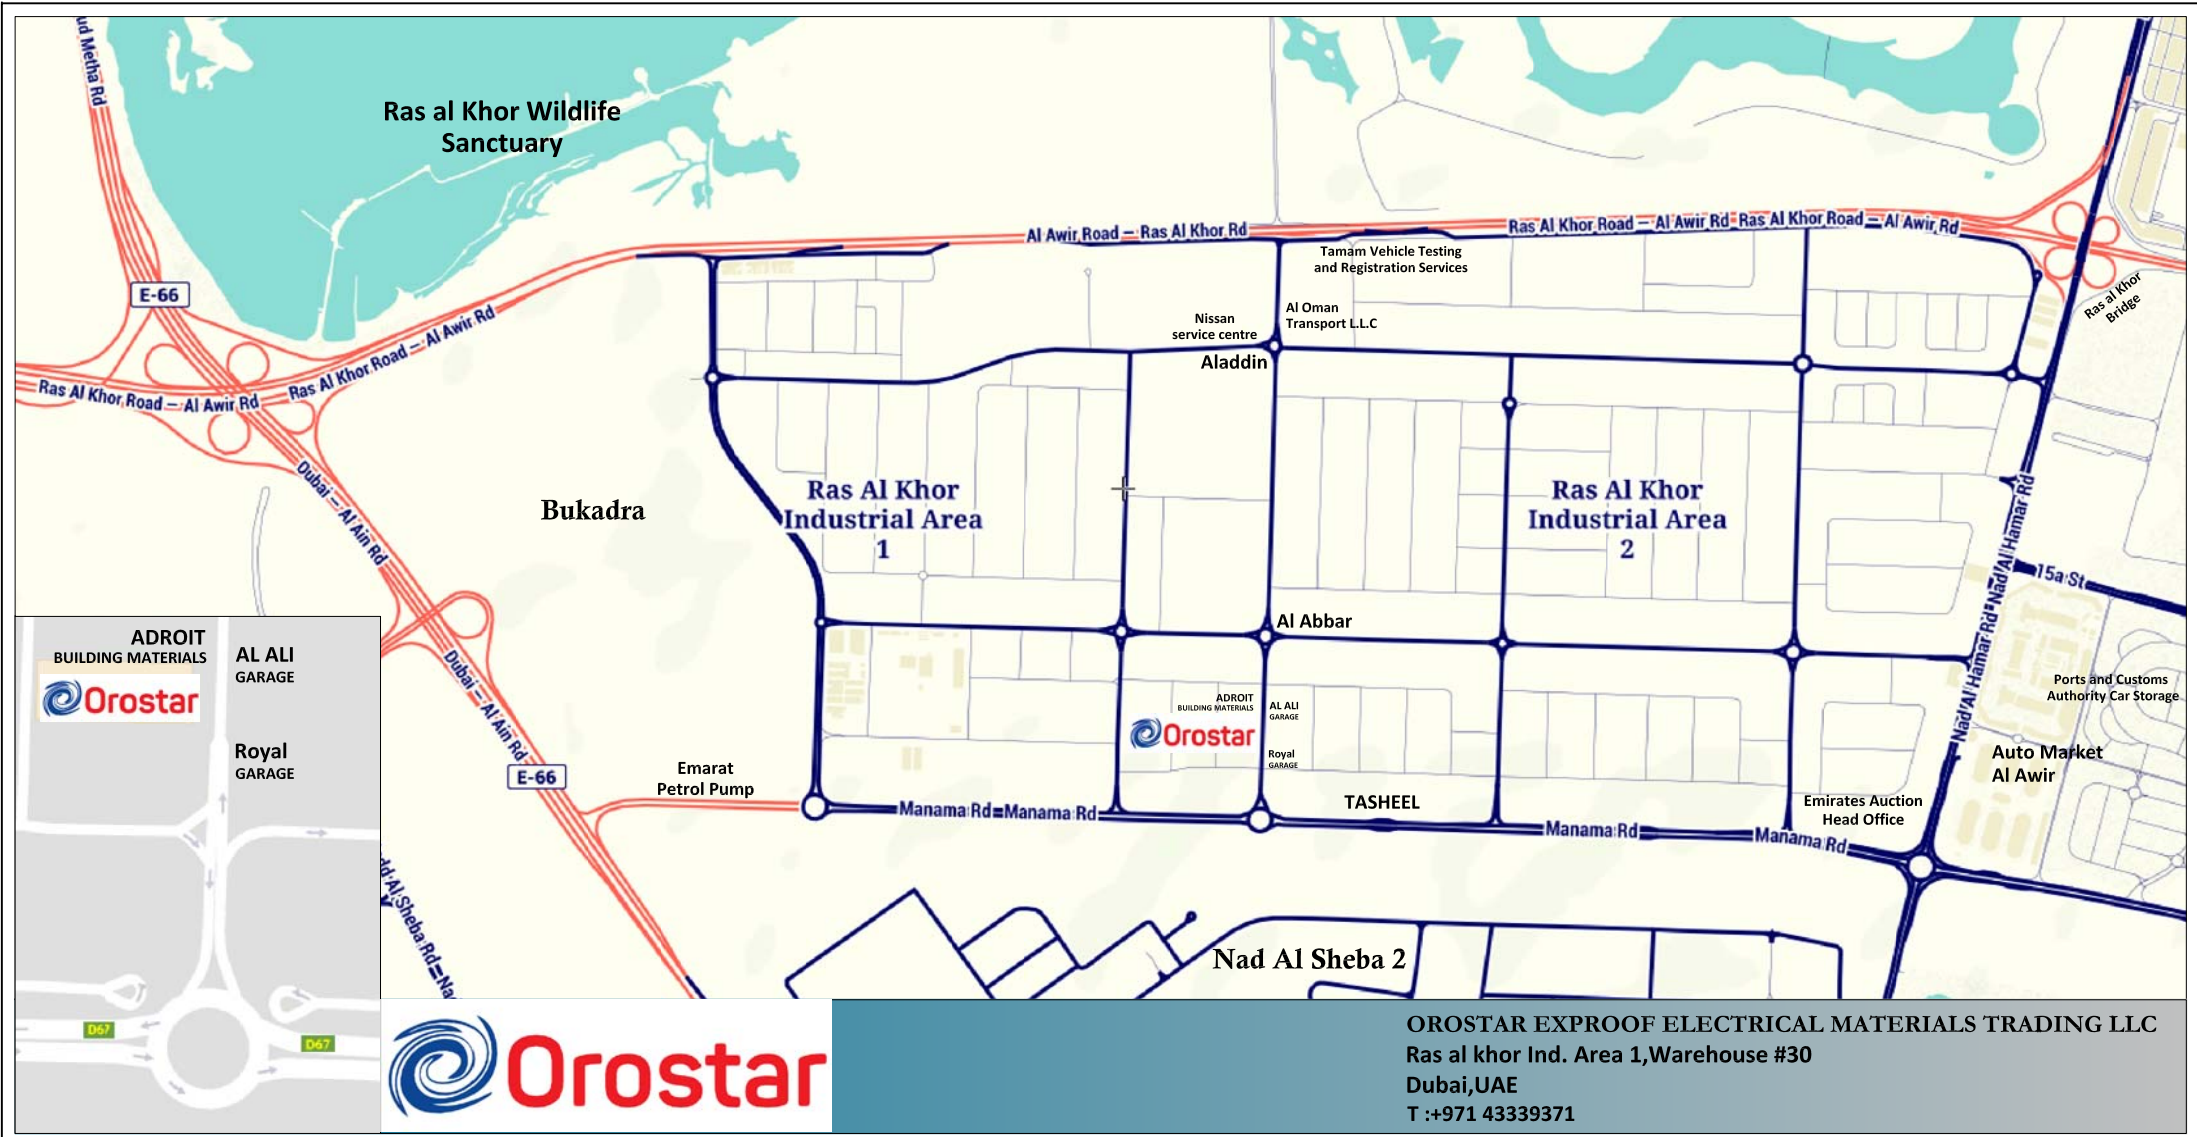 ud Metha Rd
Ras al Khor Wildlife
Sanctuary
E-66
Ras Al Khor Road – Al Awir Rd
Ras Al Khor Road – Al Awir Rd
Al Awir Road – Ras Al Khor Rd
Ras Al Khor Road – Al Awir Rd
Ras Al Khor Road – Al Awir Rd
Tamam Vehicle Testing
and Registration Services
Ras al Khor
Bridge
Nissan
service centre
Al Oman
Transport L.L.C
Aladdin
Dubai – Al Ain Rd
Bukadra
Ras Al Khor
Industrial Area
1
Ras Al Khor
Industrial Area
2
Nad Al Hamar Rd
Nad Al Hamar Rd
15a St
Al Abbar
Dubai – Al Ain Rd
E-66
Emarat
Petrol Pump
ADROIT
BUILDING MATERIALS
Orostar
AL ALI
GARAGE
Royal
GARAGE
Ports and Customs
Authority Car Storage
Auto Market
Al Awir
Manama Rd
Manama Rd
TASHEEL
Manama Rd
Manama Rd
Emirates Auction
Head Office
Nad Al Sheba 2
dd Al Sheba Rd
Na
ADROIT
BUILDING MATERIALS
Orostar
AL ALI
GARAGE
Royal
GARAGE
D67
D67
Orostar
OROSTAR EXPROOF ELECTRICAL MATERIALS TRADING LLC
Ras al khor Ind. Area 1,Warehouse #30
Dubai,UAE
T :+971 43339371